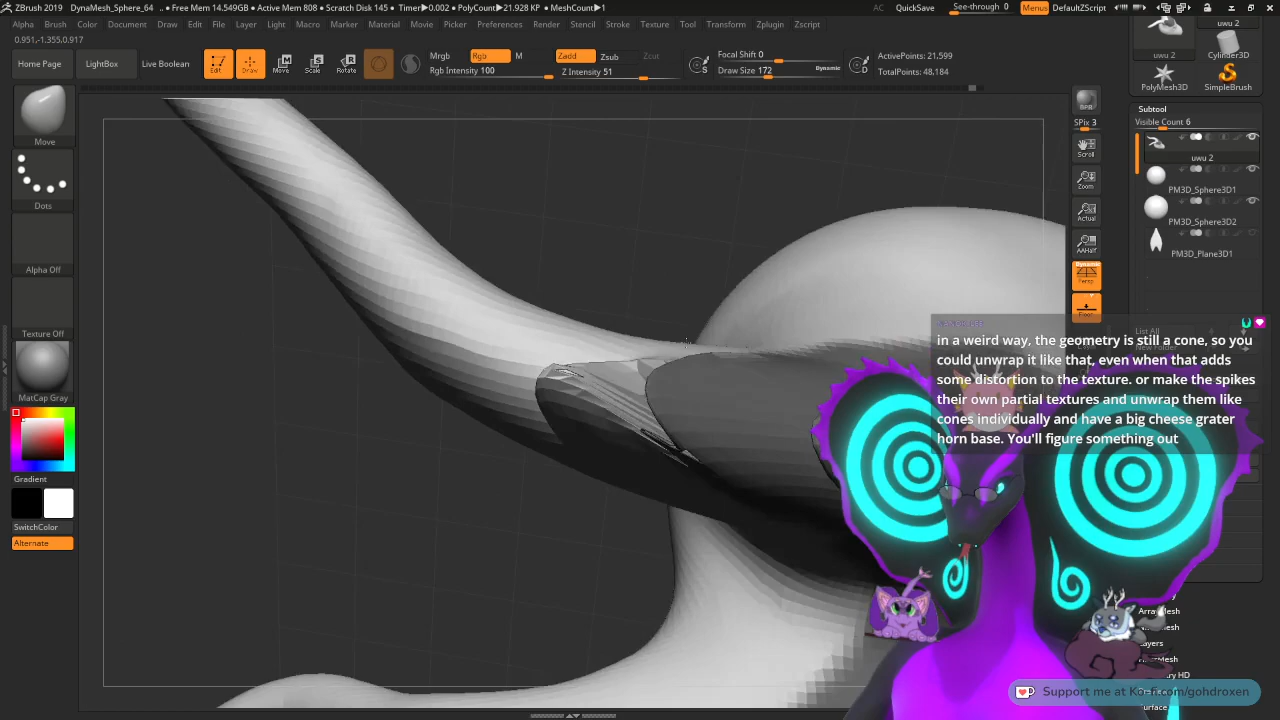 ZBrush 2019 DynaMesh_Sphere_64 .. • Free Mem 14.549GB • Active Mem 808 • Scratch Disk 145 • Timer▶0.002 • PolyCount▶21.928 KP • MeshCount▶1 AC QuickSave See-through 0 Menus DefaultZScript
Alpha Brush Color Document Draw Edit File Layer Light Macro Marker Material Movie Picker Preferences Render Stencil Stroke Texture Tool Transform Zplugin Zscript
0.951,-1.355,0.917
Home Page LightBox Live Boolean Edit Draw Move Scale Rotate
Mrgb Rgb M Zadd Zsub Zcut
Rgb Intensity 100 Z Intensity 51
Focal Shift 0
Draw Size 172 Dynamic
S D
ActivePoints: 21,599
TotalPoints: 48,184
uwu 2
uwu 2
Cylinder3D
PolyMesh3D SimpleBrush
Subtool
Visible Count 6
uwu 2
PM3D_Sphere3D1
PM3D_Sphere3D2
PM3D_Plane3D1
List All
New Folder
BPR
SPix 3
Scroll
Zoom
Actual
AAHalf
Dynamic
Persp
Floor
Move
Dots
Alpha Off
Texture Off
MatCap Gray
Gradient
SwitchColor
Alternate
in a weird way, the geometry is still a cone, so you
could unwrap it like that, even when that adds
some distortion to the texture. or make the spikes
their own partial textures and unwrap them like
cones individually and have a big cheese grater
horn base. You'll figure something out
ArrayMesh
Layers
Surface
Support me at Ko-fi.com/gohdroxen